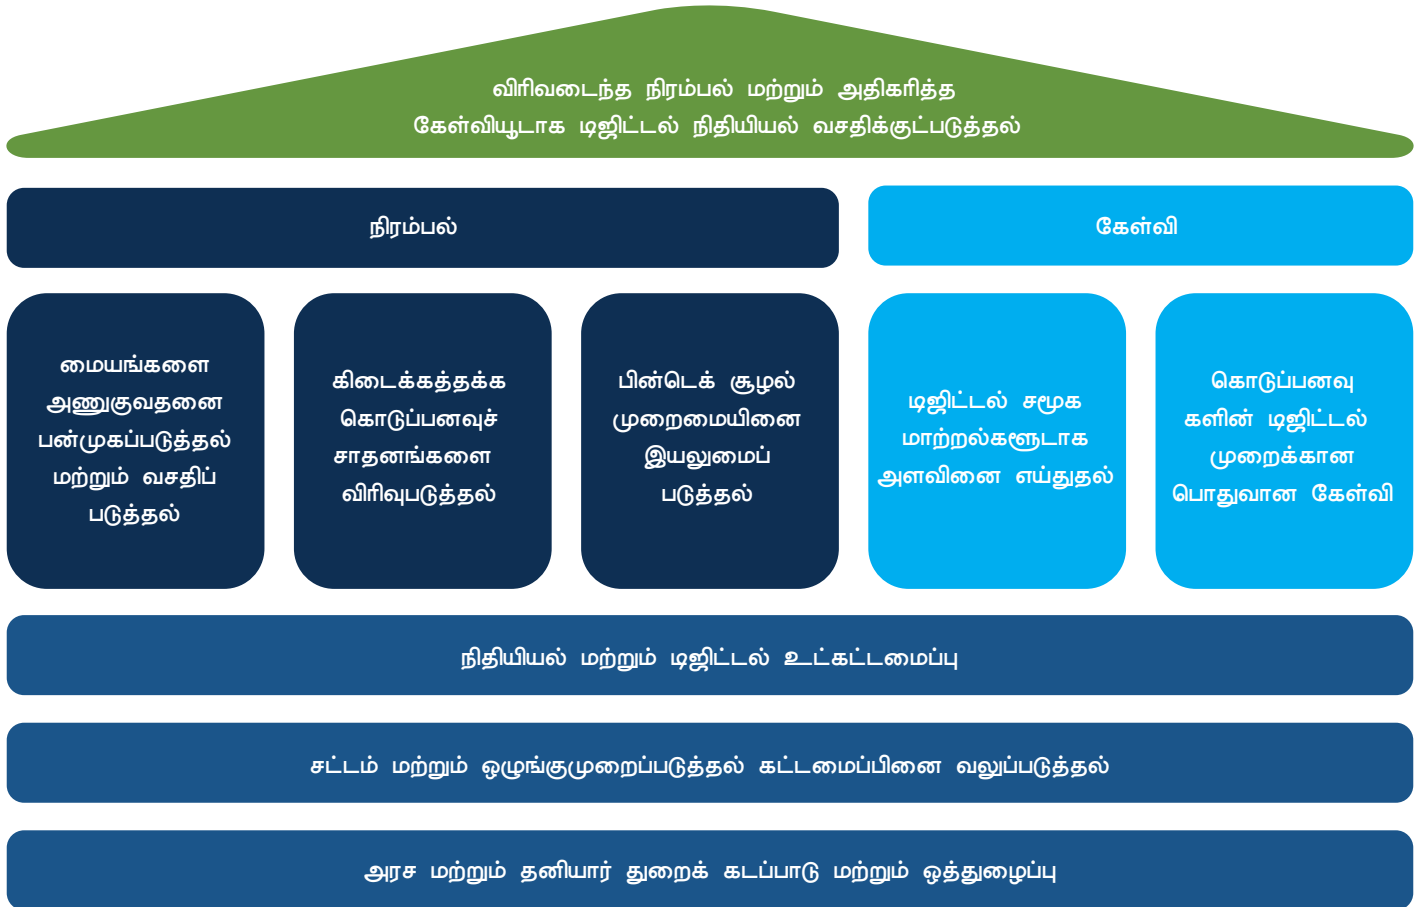 விரிவடைந்த நிரம்பல் மற்றும் அதிகரித்த
கேள்வியூடாக டிஜிட்டல் நிதியியல் வசதிக்குட்படுத்தல்
நிரம்பல்
கேள்வி
மையங்களை
அணுகுவதனை
பன்முகப்படுத்தல்
மற்றும் வசதிப்
படுத்தல்
கிடைக்கத்தக்க
கொடுப்பனவுச்
சாதனங்களை
விரிவுபடுத்தல்
பின்டெக் சூழல்
முறைமையினை
இயலுமைப்
படுத்தல்
டிஜிட்டல் சமூக
மாற்றல்களூடாக
அளவினை எய்துதல்
கொடுப்பனவு
களின் டிஜிட்டல்
முறைக்கான
பொதுவான கேள்வி
நிதியியல் மற்றும் டிஜிட்டல் உட்கட்டமைப்பு
சட்டம் மற்றும் ஒழுங்குமுறைப்படுத்தல் கட்டமைப்பினை வலுப்படுத்தல்
அரச மற்றும் தனியார் துறைக் கடப்பாடு மற்றும் ஒத்துழைப்பு